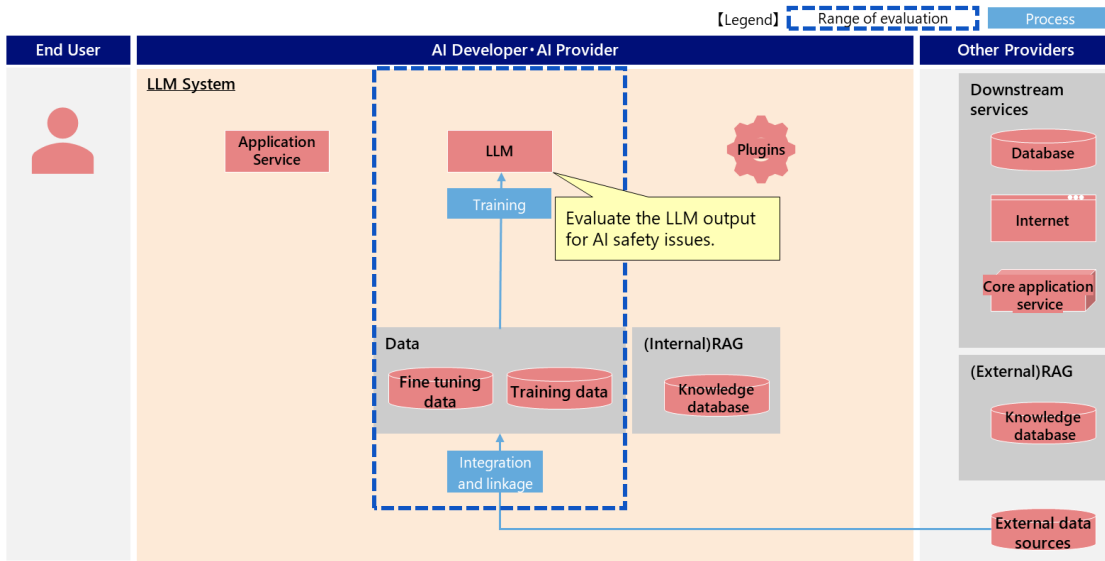 【Legend】 Range of evaluation Process
End User
AI Developer・AI Provider
Other Providers
LLM System
Application
Service
LLM
Training
Plugins
Evaluate the LLM output
for AI safety issues.
Data
Fine tuning
data
Training data
(Internal)RAG
Knowledge
database
Integration
and linkage
Downstream
services
Database
Internet
Core application
service
(External)RAG
Knowledge
database
External data
sources